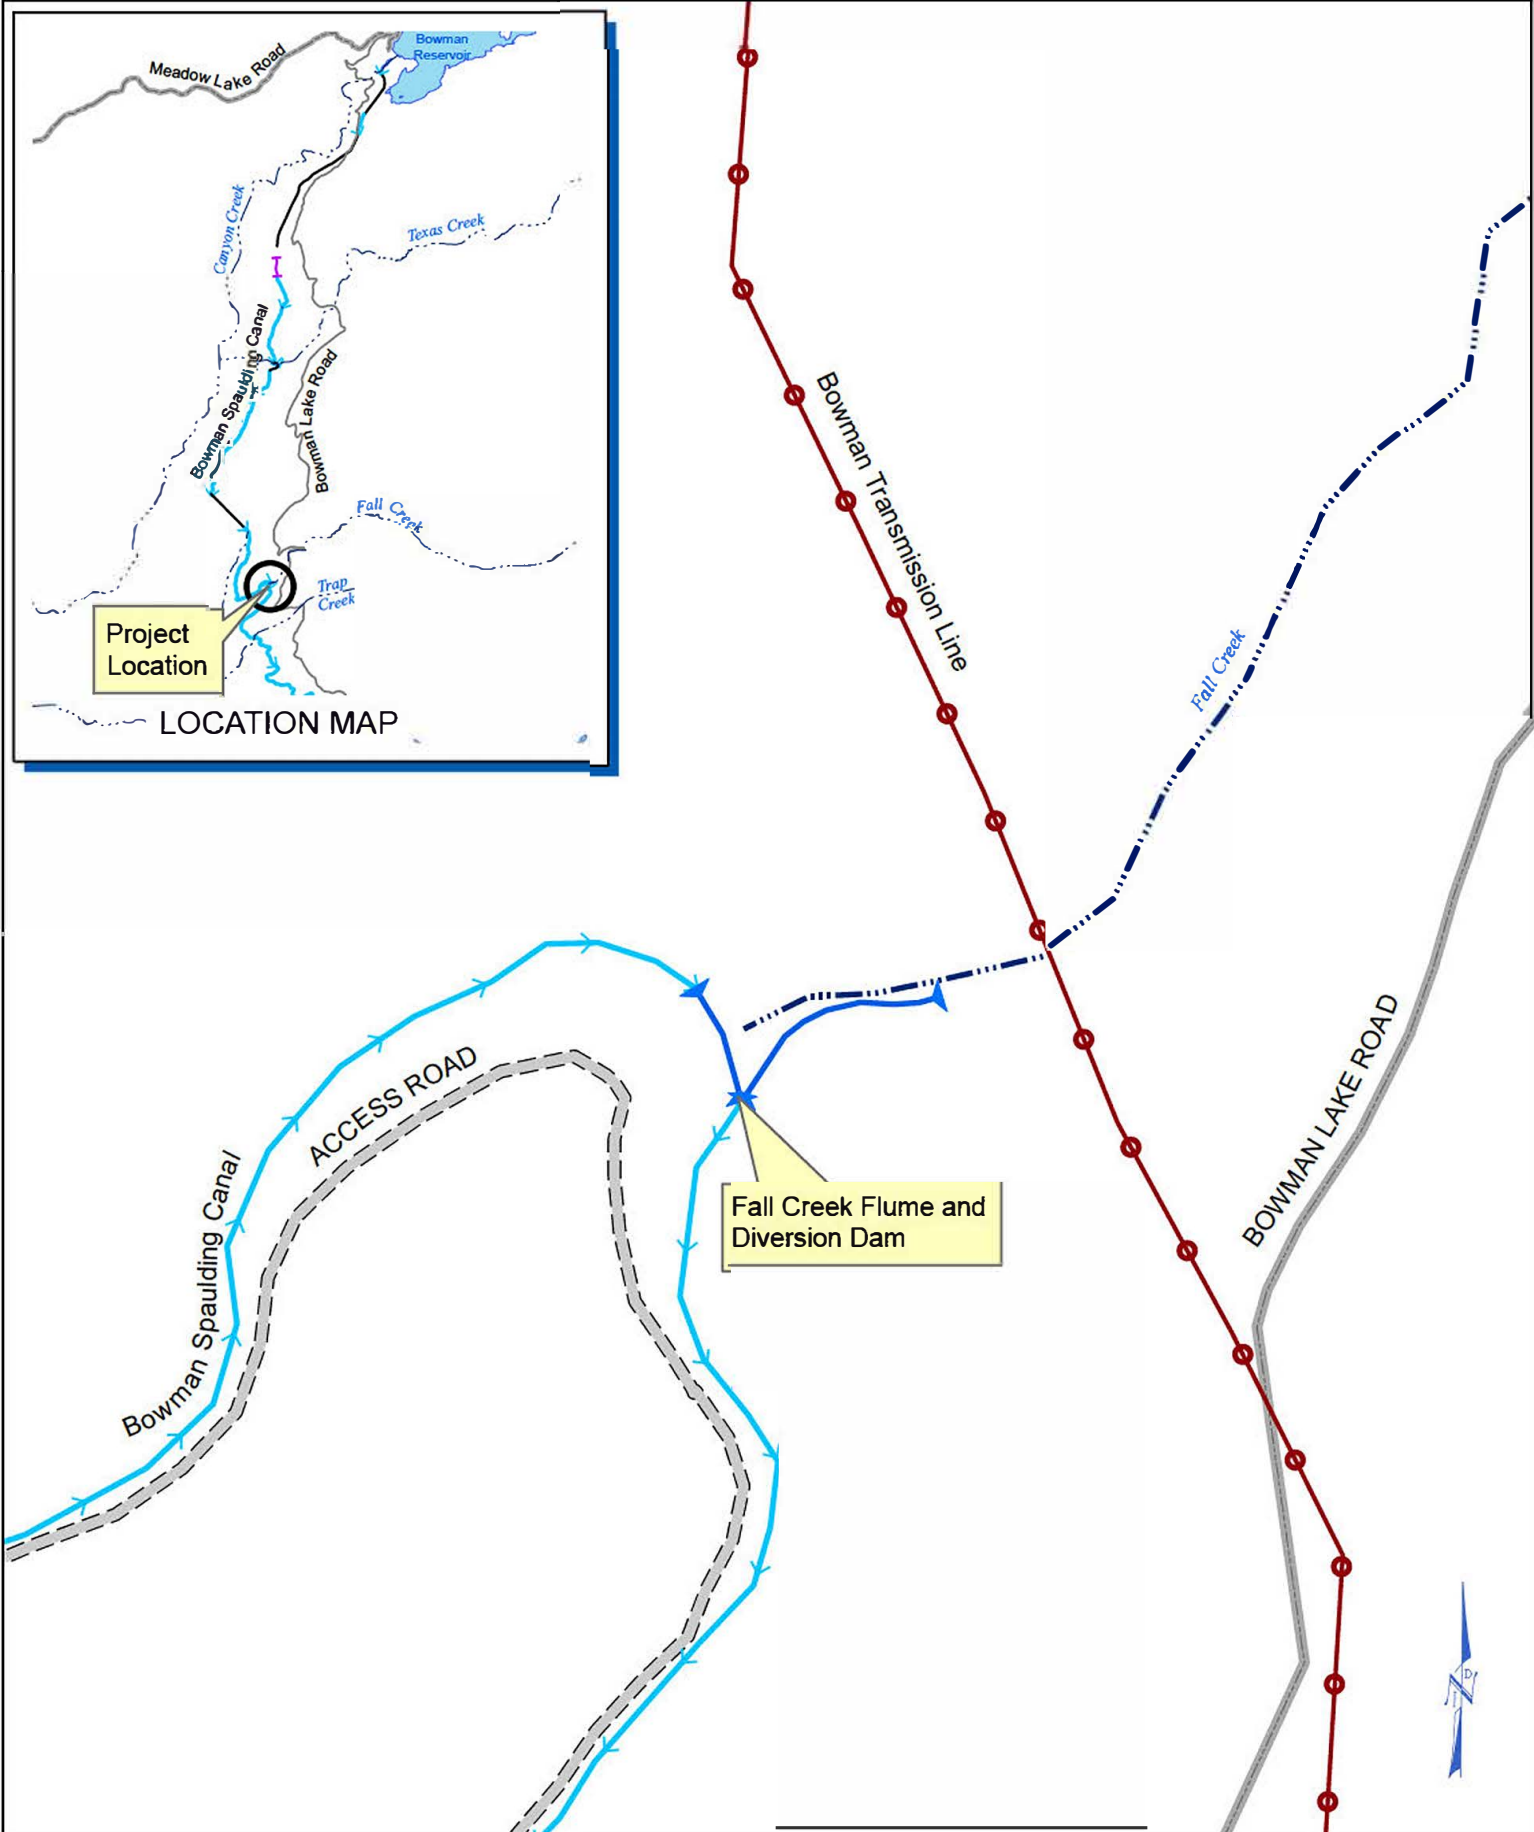 Bowman
Reservoir
Meadow Lake Road
Canyon Creek
Texas Creek
Bowman Spaulding Canal
Bowman Lake Road
Fall Creek
Trap
Creek
Project
Location
LOCATION MAP
Bowman Transmission Line
Fall Creek
ACCESS ROAD
Bowman Spaulding Canal
BOWMAN LAKE ROAD
Fall Creek Flume and
Diversion Dam
N